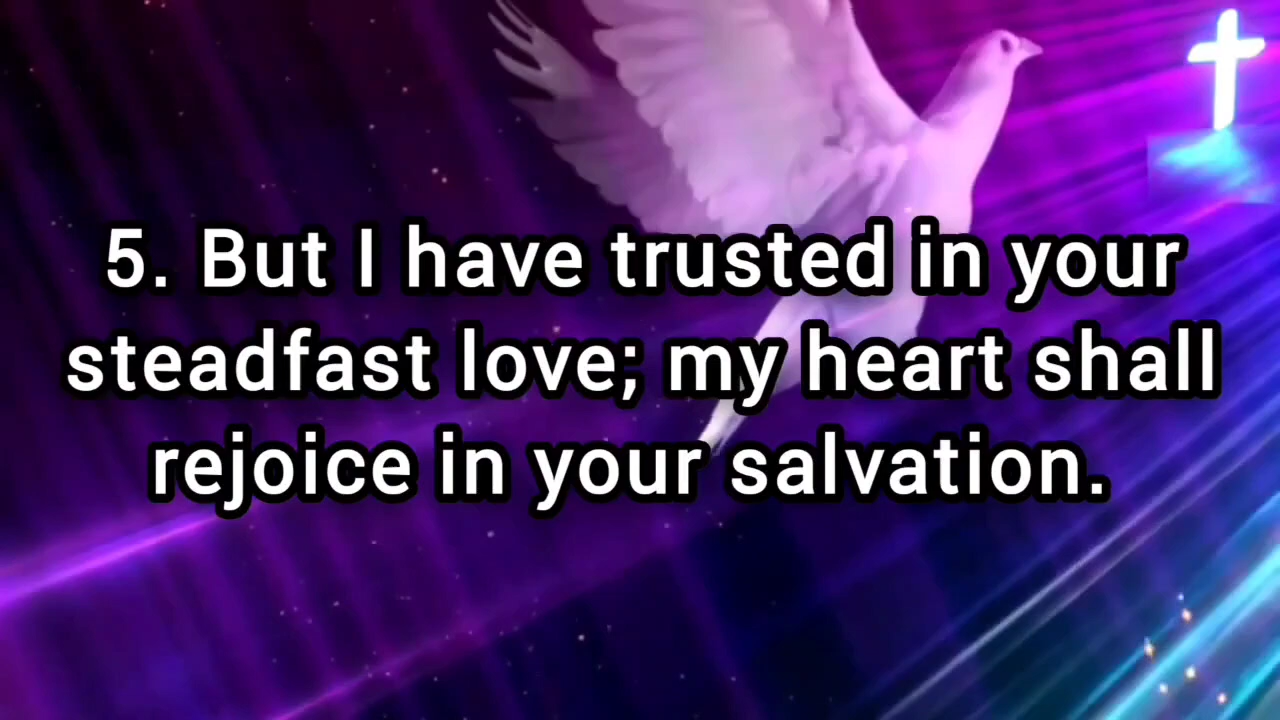 5. But I have trusted in your
steadfast love; my heart shall
rejoice in your salvation.